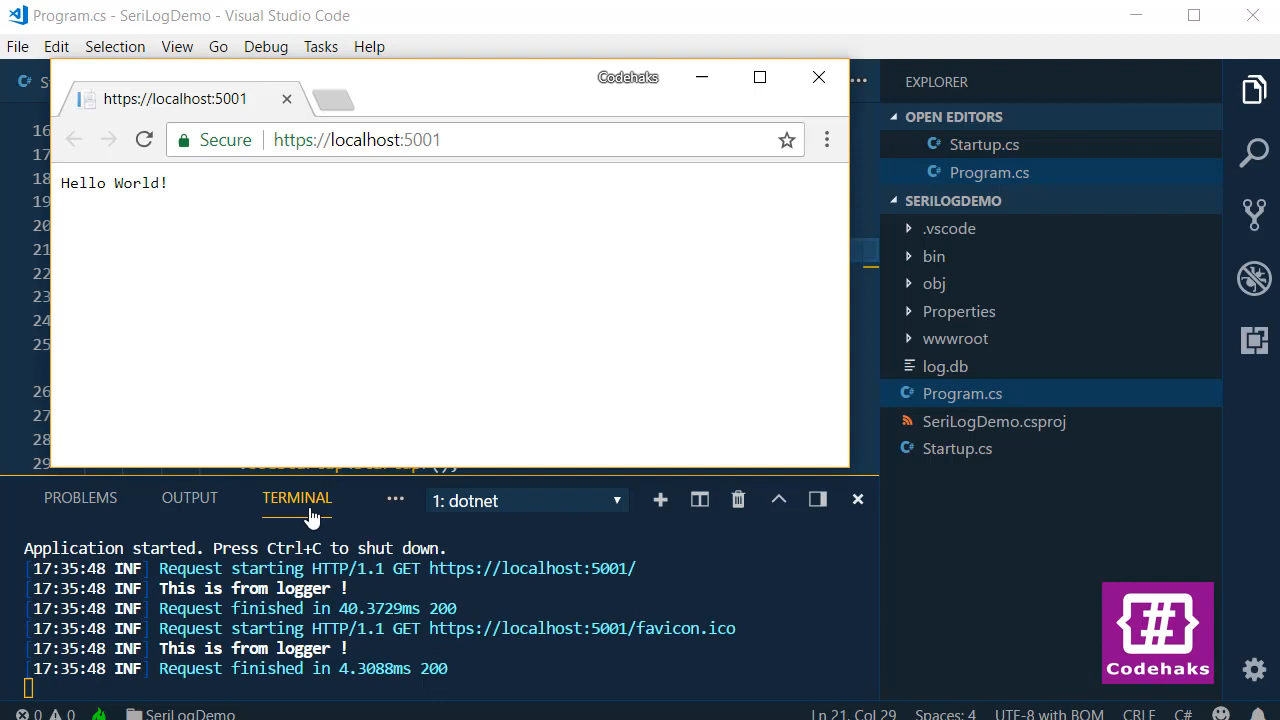 Program.cs - SeriLogDemo - Visual Studio Code
File Edit Selection View Go Debug Tasks Help
Codehaks
https://localhost:5001
Secure https://localhost:5001
Hello World!
16
17
18
19
20
21
22
23
24
25
26
27
28
29
EXPLORER
OPEN EDITORS
Startup.cs
Program.cs
SERILOGDEMO
.vscode
bin
obj
Properties
wwwroot
log.db
Program.cs
SeriLogDemo.csproj
Startup.cs
PROBLEMS OUTPUT TERMINAL ... 1: dotnet
Application started. Press Ctrl+C to shut down.
[17:35:48 INF] Request starting HTTP/1.1 GET https://localhost:5001/
[17:35:48 INF] This is from logger !
[17:35:48 INF] Request finished in 40.3729ms 200
[17:35:48 INF] Request starting HTTP/1.1 GET https://localhost:5001/favicon.ico
[17:35:48 INF] This is from logger !
[17:35:48 INF] Request finished in 4.3088ms 200
{#}
Codehaks
0 0 SeriLogDemo Ln 21, Col 29 Spaces: 4 UTF-8 with BOM CRLF C#